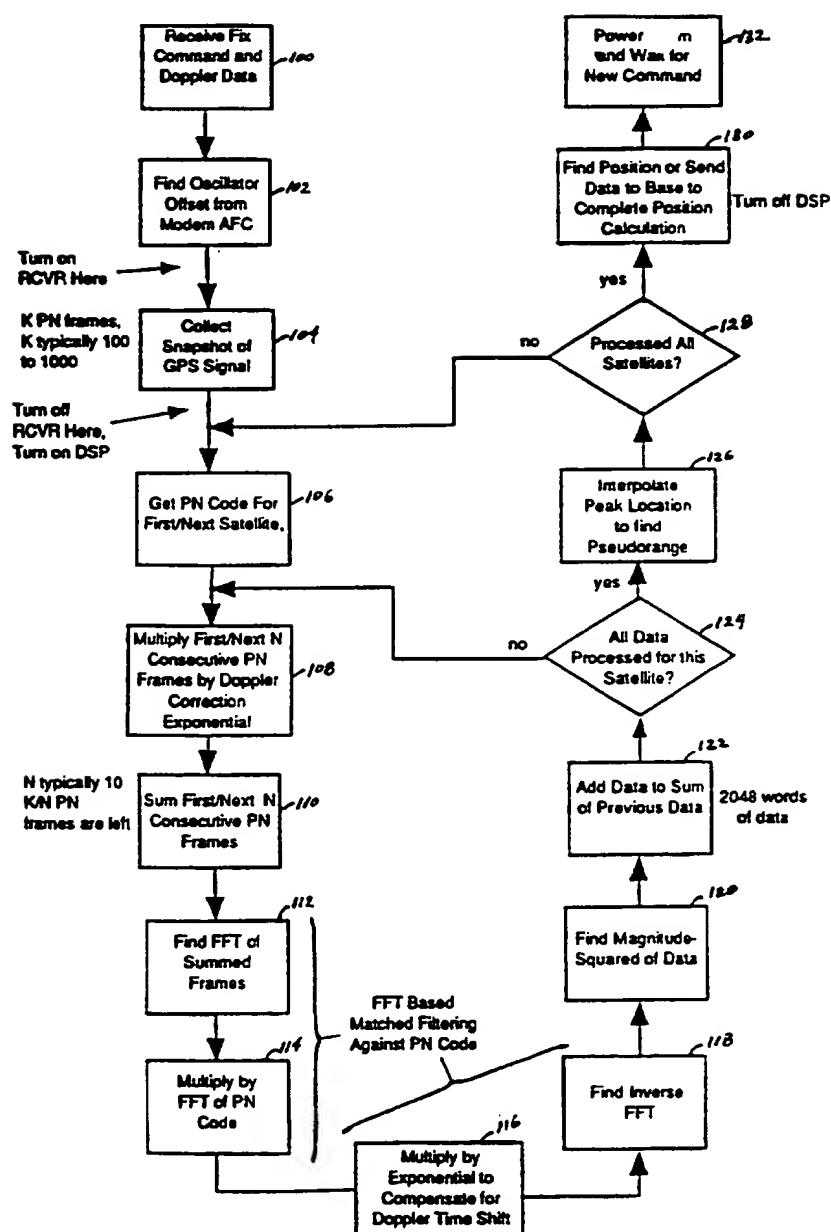 Receive Fix
Command and
Doppler Data
100
Find Oscillator
Offset from
Modem AFC
102
Turn on
RCVR Here
K PN frames,
K typically 100
to 1000
Collect
Snapshot of
GPS Signal
104
Turn off
RCVR Here,
Turn on DSP
Get PN Code For
First/Next Satellite,
106
Multiply First/Next N
Consecutive PN
Frames by Doppler
Correction
Exponential
108
N typically 10
K/N PN
frames are left
Sum First/Next N
Consecutive PN
Frames
110
112
Find FFT of
Summed
Frames
114
Multiply by
FFT of PN
Code
FFT Based
Matched Filtering
Against PN Code
116
Multiply by
Exponential to
Compensate for
Doppler Time Shift
118
Find Inverse
FFT
120
Find Magnitude-
Squared of Data
122
Add Data to Sum
of Previous Data
2048 words
of data
124
All Data
Processed for this
Satellite?
no
yes
126
Interpolate
Peak Location
to find
Pseudorange
128
Processed All
Satellites?
no
yes
130
Find Position or Send
Data to Base to
Complete Position
Calculation
Turn off DSP
Power
and Wait for
New Command
132